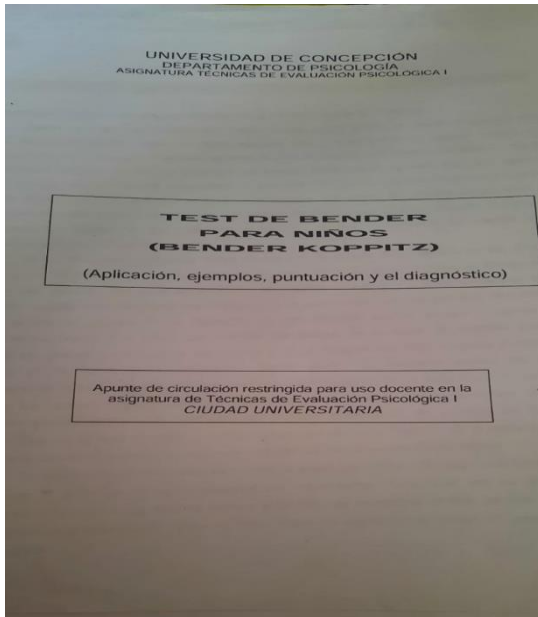 UNIVERSIDAD DE CONCEPCIÓN
DEPARTAMENTO DE PSICOLOGÍA
ASIGNATURA TÉCNICAS DE EVALUACIÓN PSICOLÓGICA I
TEST DE BENDER
PARA NIÑOS
(BENDER KOPPITZ)
(Aplicación, ejemplos, puntuación y el diagnóstico)
Apunte de circulación restringida para uso docente en la
asignatura de Técnicas de Evaluación Psicológica I
CIUDAD UNIVERSITARIA